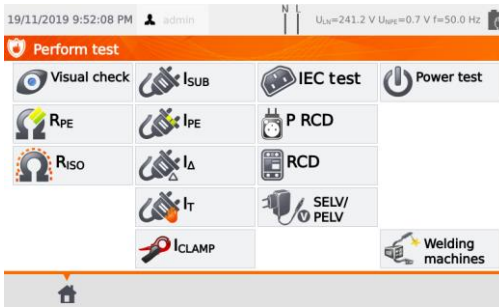 19/11/2019 9:52:08 PM admin N L ULN=241.2 V UNPE=0.7 V f=50.0 Hz
Perform test
Visual check ISUB IEC test Power test
RPE IPE P RCD
RISO IΔ RCD
IT SELV/
PELV
ICLAMP Welding
machines